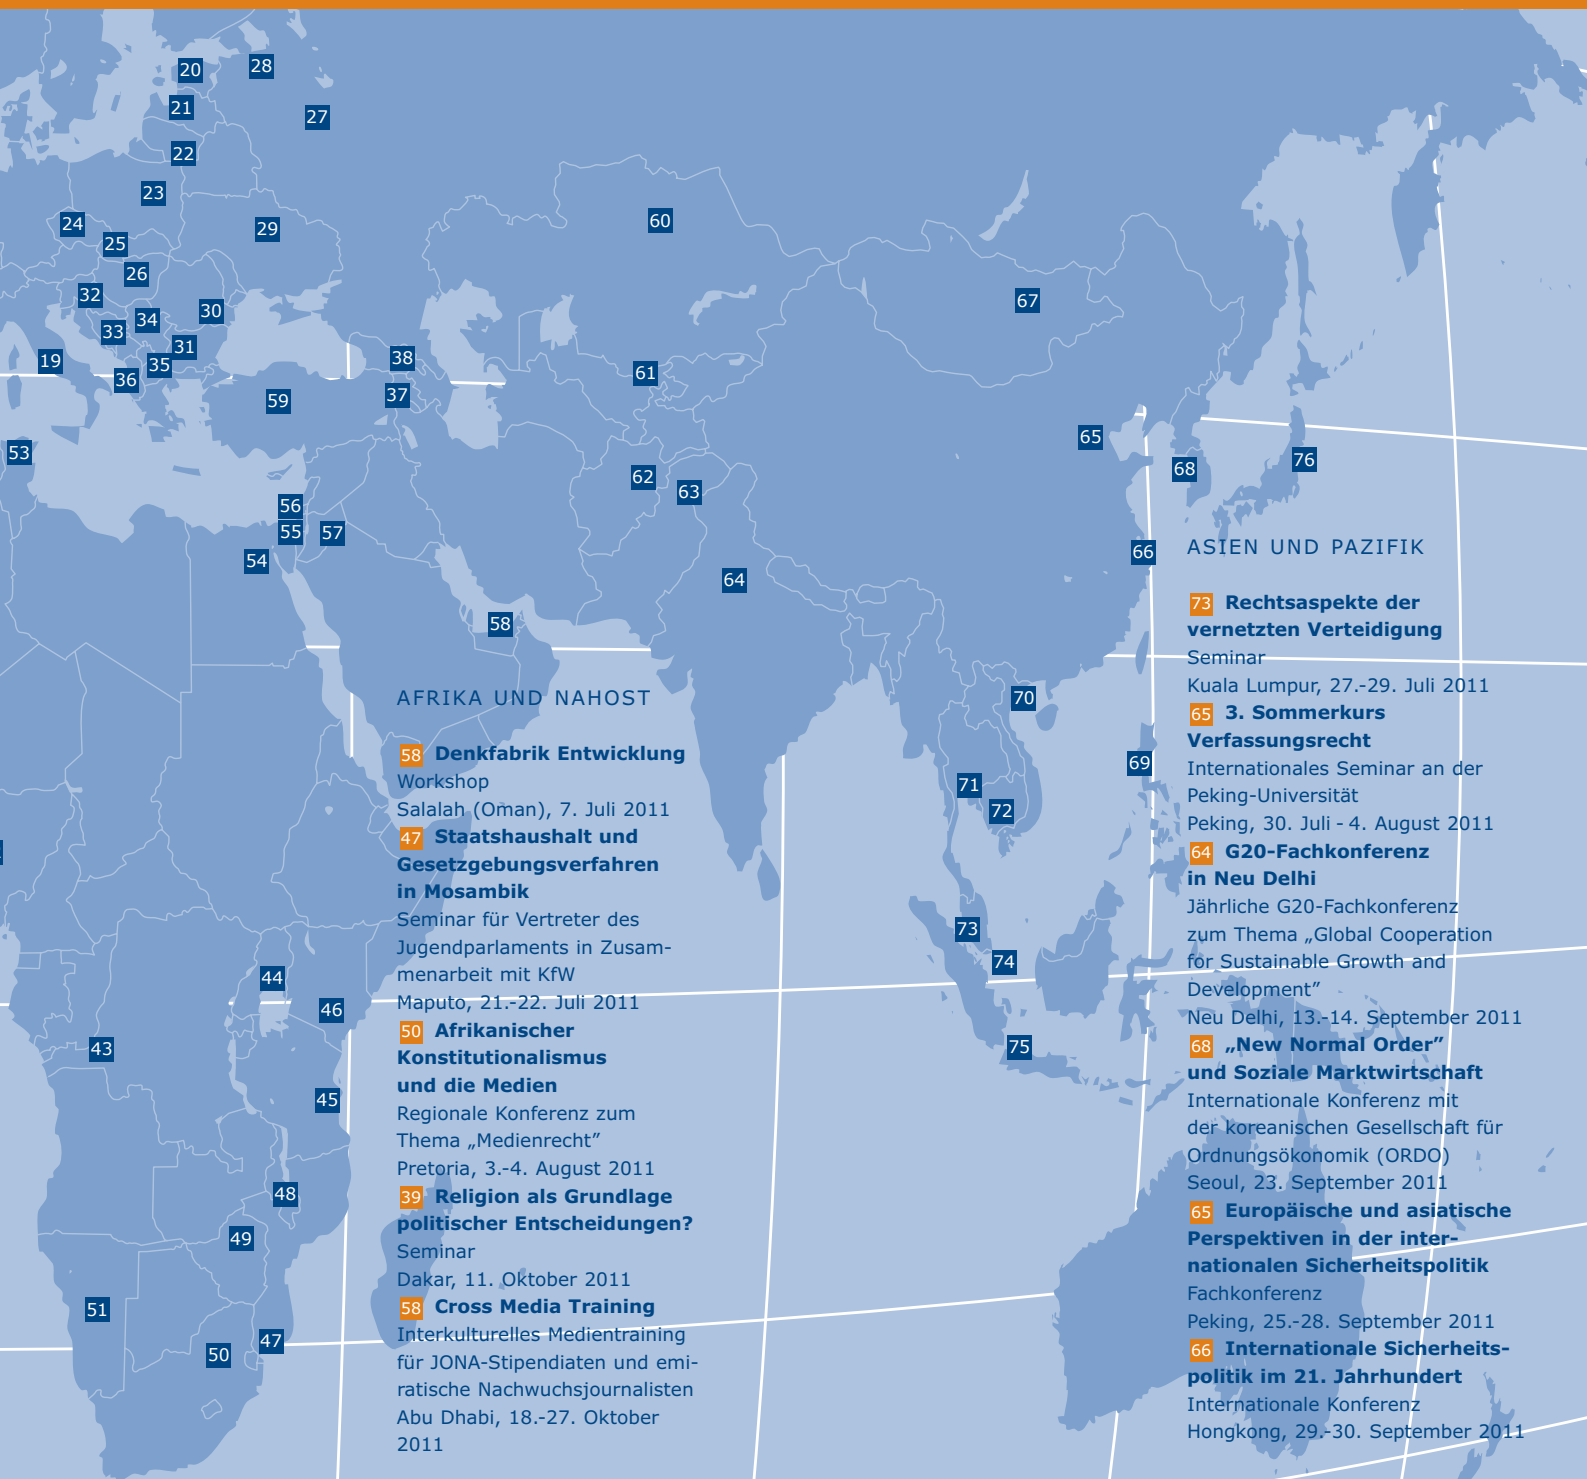 20
28
21
27
22
23
24
25
29
60
26
32
30
67
34
33
31
19
38
35
36
61
37
59
65
53
76
68
62
63
56
55
57
66
54
64
58
70
69
71
72
73
74
44
46
75
43
45
48
49
51
47
50
AFRIKA UND NAHOST
58 Denkfabrik Entwicklung
Workshop
Salalah (Oman), 7. Juli 2011
47 Staatshaushalt und
Gesetzgebungsverfahren
in Mosambik
Seminar für Vertreter des
Jugendparlaments in Zusam-
menarbeit mit KfW
Maputo, 21.-22. Juli 2011
50 Afrikanischer
Konstitutionalismus
und die Medien
Regionale Konferenz zum
Thema „Medienrecht”
Pretoria, 3.-4. August 2011
39 Religion als Grundlage
politischer Entscheidungen?
Seminar
Dakar, 11. Oktober 2011
58 Cross Media Training
Interkulturelles Medientraining
für JONA-Stipendiaten und emi-
ratische Nachwuchsjournalisten
Abu Dhabi, 18.-27. Oktober
2011
ASIEN UND PAZIFIK
73 Rechtsaspekte der
vernetzten Verteidigung
Seminar
Kuala Lumpur, 27.-29. Juli 2011
65 3. Sommerkurs
Verfassungsrecht
Internationales Seminar an der
Peking-Universität
Peking, 30. Juli - 4. August 2011
64 G20-Fachkonferenz
in Neu Delhi
Jährliche G20-Fachkonferenz
zum Thema „Global Cooperation
for Sustainable Growth and
Development”
Neu Delhi, 13.-14. September 2011
68 „New Normal Order”
und Soziale Marktwirtschaft
Internationale Konferenz mit
der koreanischen Gesellschaft für
Ordnungsökonomik (ORDO)
Seoul, 23. September 2011
65 Europäische und asiatische
Perspektiven in der inter-
nationalen Sicherheitspolitik
Fachkonferenz
Peking, 25.-28. September 2011
66 Internationale Sicherheits-
politik im 21. Jahrhundert
Internationale Konferenz
Hongkong, 29.-30. September 2011